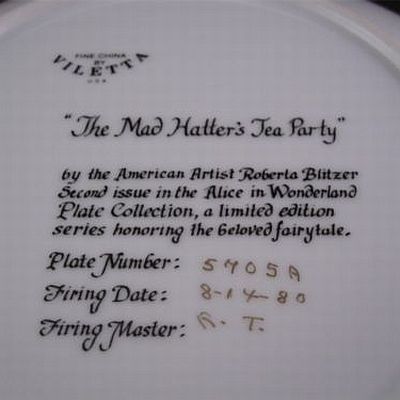 FINE CHINA
BY
VILETTA
USA
"The Mad Hatter's Tea Party"
by the American Artist Roberta Blitzer
Second issue in the Alice in Wonderland
Plate Collection, a limited edition
series honoring the beloved fairytale.
Plate Number: 5705A
Firing Date: 8-14-80
Firing Master: R. T.